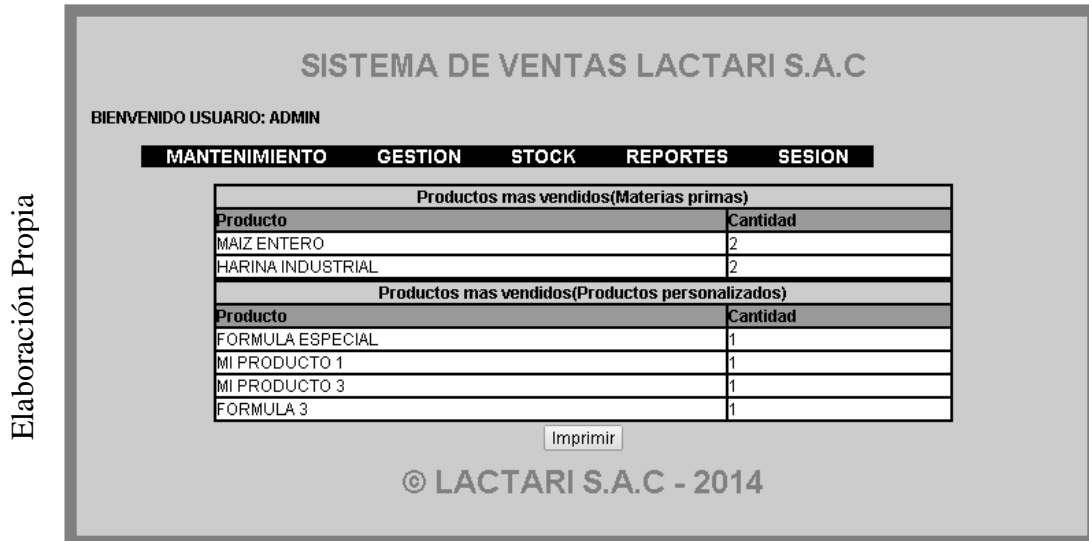 SISTEMA DE VENTAS LACTARI S.A.C
BIENVENIDO USUARIO: ADMIN
MANTENIMIENTO GESTION STOCK REPORTES SESION
Productos mas vendidos(Materias primas)
Producto Cantidad
MAIZ ENTERO 2
HARINA INDUSTRIAL 2
Productos mas vendidos(Productos personalizados)
Producto Cantidad
FORMULA ESPECIAL 1
MI PRODUCTO 1 1
MI PRODUCTO 3 1
FORMULA 3 1
Imprimir
© LACTARI S.A.C - 2014
Elaboración Propia